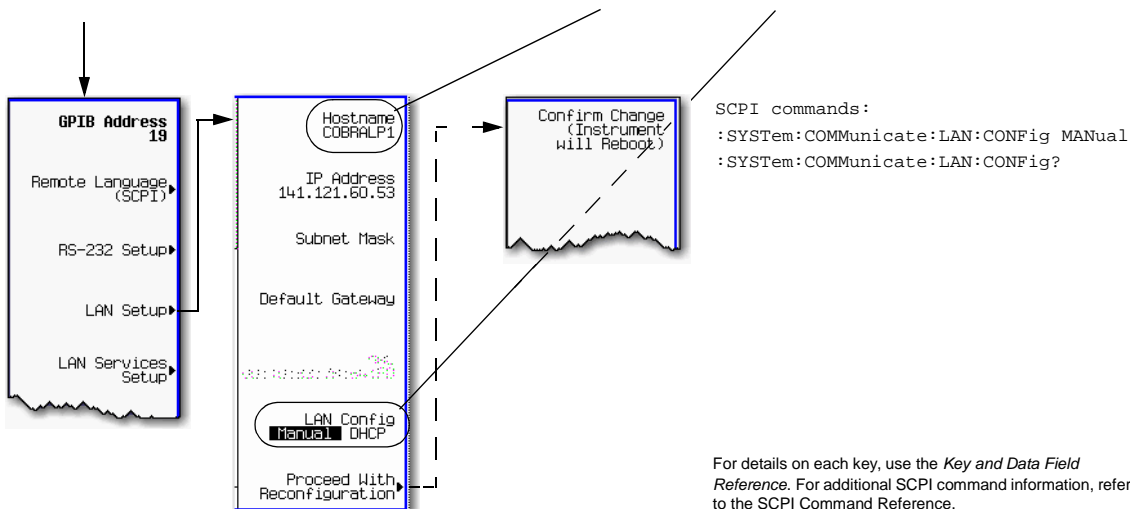 GPIB Address
19
Remote Language
(SCPI)
RS-232 Setup
LAN Setup
LAN Services
Setup
Hostname
COBRALP1
IP Address
141.121.60.53
Subnet Mask
Default Gateway
LAN Config
Manual DHCP
Proceed With
Reconfiguration
Confirm Change
(Instrument
will Reboot)
SCPI commands:
:SYSTem:COMMunicate:LAN:CONFig MANual
:SYSTem:COMMunicate:LAN:CONFig?
For details on each key, use the Key and Data Field
Reference. For additional SCPI command information, refer
to the SCPI Command Reference.